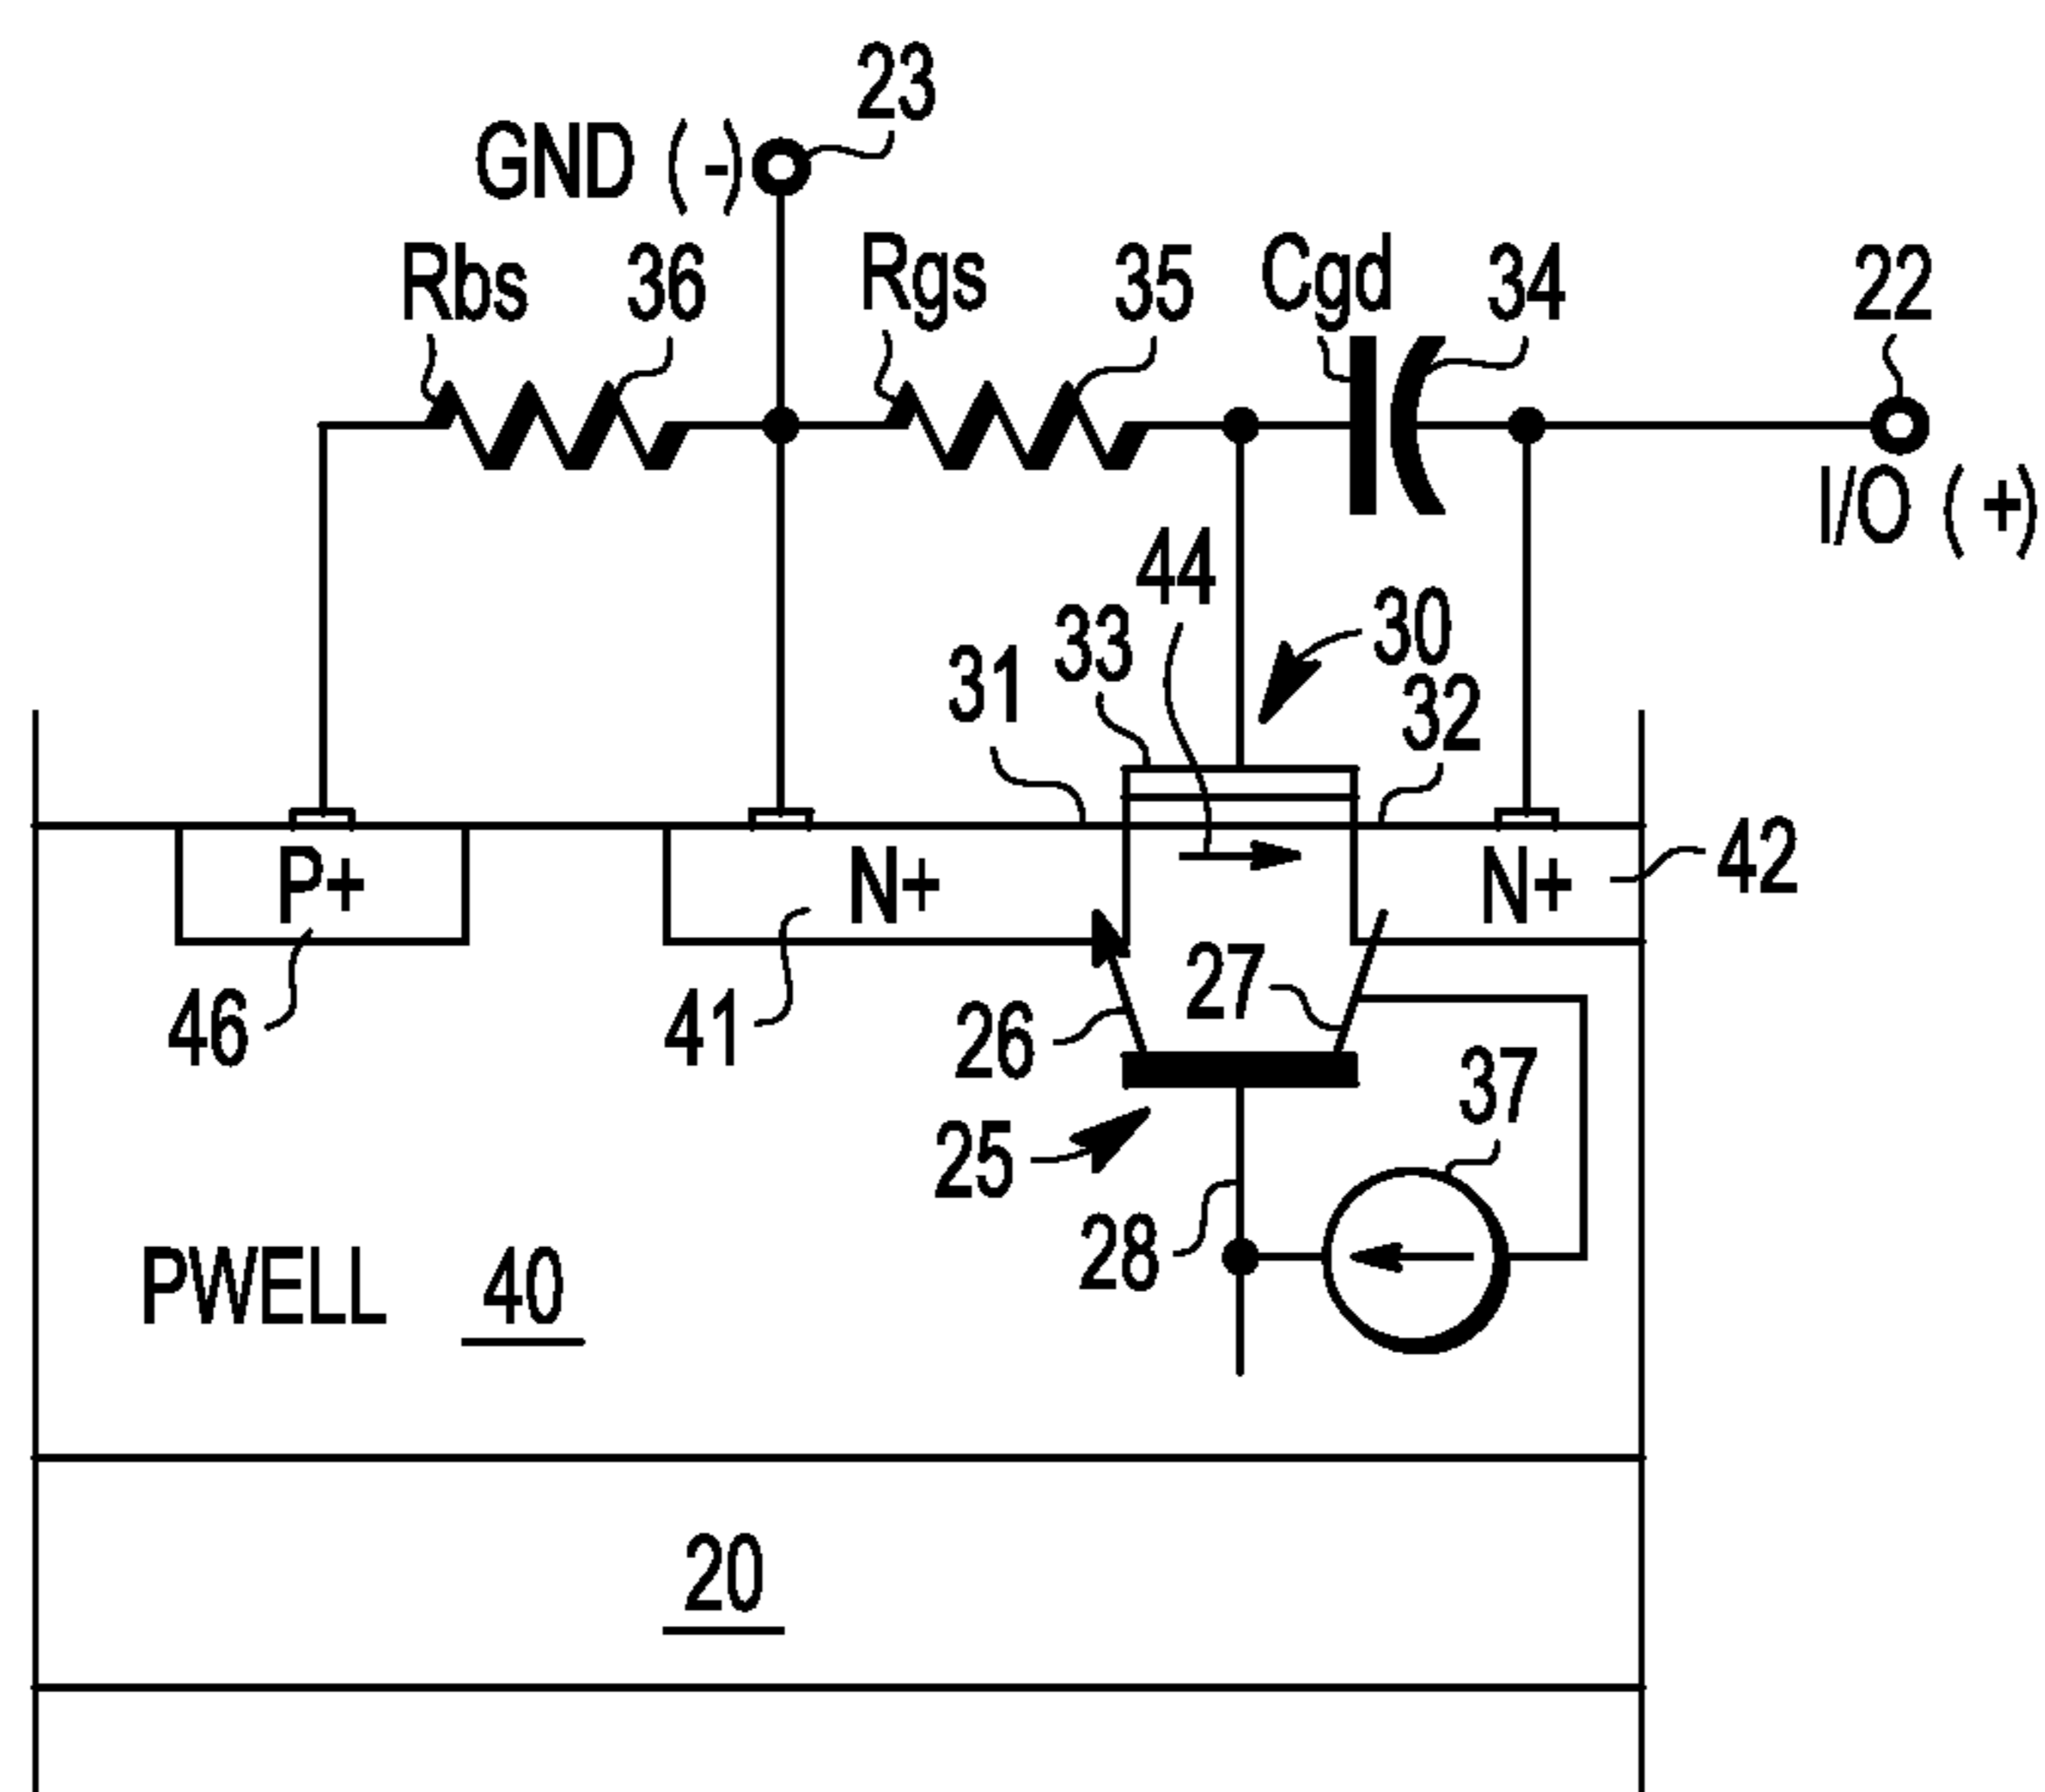 23
GND (-)
Rbs 36 Rgs 35 Cgd 34 22
I/O (+)
44
30
33
31
32
P+ N+ N+ 42
46 41 26 27
37
25
28
PWELL 40
20